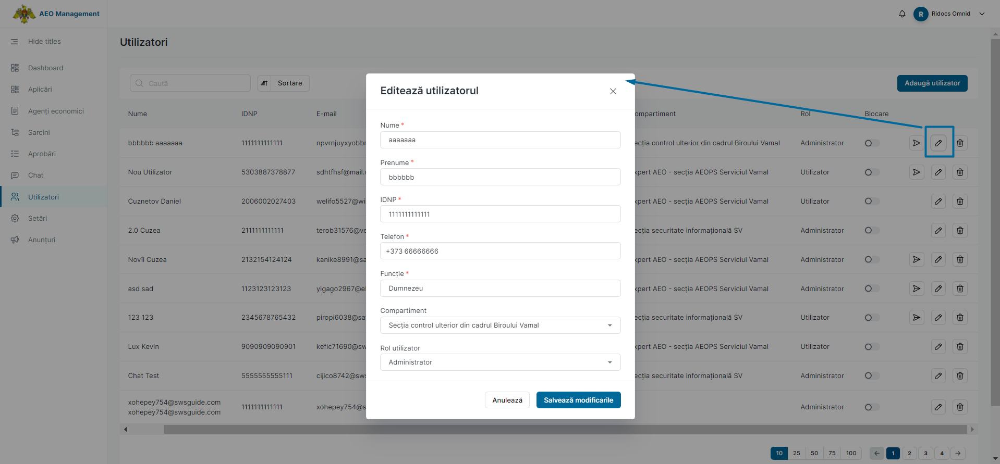 AEO Management
R
Ridocs Omnid
Hide titles
Dashboard
Aplicări
Agenți economici
Sarcini
Aprobări
Chat
Utilizatori
Setări
Anunțuri
Utilizatori
Caută
Sortare
Adaugă utilizator
Nume IDNP E-mail ompartiment Rol Blocare
bbbbbb aaaaaaa 1111111111111 npvrnjuyxyobbr ecția control ulterior din cadrul Biroului Vamal Administrator
Nou Utilizator 5303887378877 sdhtfhsf@mail. xpert AEO - secția AEOPS Serviciul Vamal Utilizator
Cuznetov Daniel 2006002027403 welifo5527@wi xpert AEO - secția AEOPS Serviciul Vamal Utilizator
2.0 Cuzea 2111111111111 terob31576@ve ecția securitate informațională SV Administrator
Novîi Cuzea 2132154124124 kanike8991@sa xpert AEO - secția AEOPS Serviciul Vamal Administrator
asd sad 1123123123123 yigago2967@el xpert AEO - secția AEOPS Serviciul Vamal Administrator
123 123 2345678765432 piropi6038@sa ecția securitate informațională SV Utilizator
Lux Kevin 9090909090901 kefic71690@sw xpert AEO - secția AEOPS Serviciul Vamal Utilizator
Chat Test 5555555555111 cijico8742@sws ecția securitate informațională SV Administrator
xohepey754@swsguide.com
xohepey754@swsguide.com 1111111111111 xohepey754@s Administrator
Editează utilizatorul
Nume *
aaaaaaa
Prenume *
bbbbbb
IDNP *
1111111111111
Telefon *
+373 66666666
Funcție *
Dumnezeu
Compartiment
Secția control ulterior din cadrul Biroului Vamal
Rol utilizator
Administrator
Anulează
Salvează modificarile
10 25 50 75 100 1 2 3 4